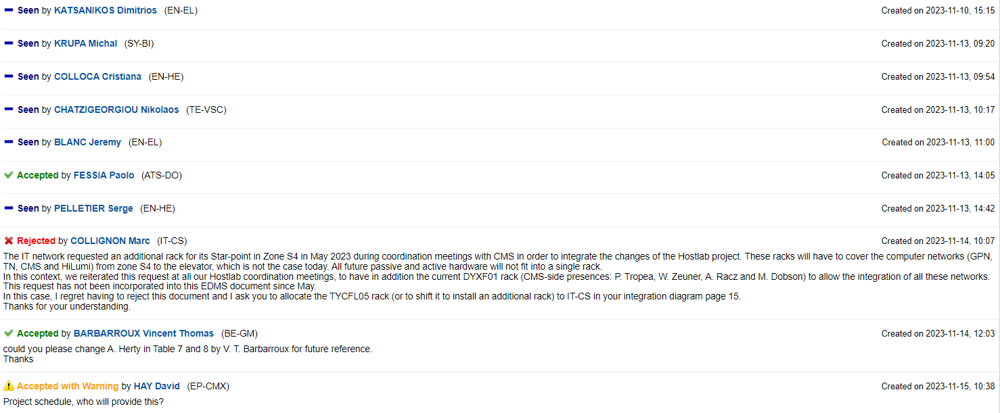 Seen by KATSANIKOS Dimitrios (EN-EL) Created on 2023-11-10, 15:15
Seen by KRUPA Michal (SY-BI) Created on 2023-11-13, 09:20
Seen by COLLOCA Cristiana (EN-HE) Created on 2023-11-13, 09:54
Seen by CHATZIGEORGIOU Nikolaos (TE-VSC) Created on 2023-11-13, 10:17
Seen by BLANC Jeremy (EN-EL) Created on 2023-11-13, 11:00
Accepted by FESSIA Paolo (ATS-DO) Created on 2023-11-13, 14:05
Seen by PELLETIER Serge (EN-HE) Created on 2023-11-13, 14:42
Rejected by COLLIGNON Marc (IT-CS) Created on 2023-11-14, 10:07
The IT network requested an additional rack for its Star-point in Zone S4 in May 2023 during coordination meetings with CMS in order to integrate the changes of the Hostlab project. These racks will have to cover the computer networks (GPN,
TN, CMS and HiLumi) from zone S4 to the elevator, which is not the case today. All future passive and active hardware will not fit into a single rack.
In this context, we reiterated this request at all our Hostlab coordination meetings, to have in addition the current DYXF01 rack (CMS-side presences: P. Tropea, W. Zeuner, A. Racz and M. Dobson) to allow the integration of all these networks.
This request has not been incorporated into this EDMS document since May.
In this case, I regret having to reject this document and I ask you to allocate the TYCFL05 rack (or to shift it to install an additional rack) to IT-CS in your integration diagram page 15.
Thanks for your understanding.
Accepted by BARBARROUX Vincent Thomas (BE-GM) Created on 2023-11-14, 12:03
could you please change A. Herty in Table 7 and 8 by V. T. Barbarroux for future reference.
Thanks
Accepted with Warning by HAY David (EP-CMX) Created on 2023-11-15, 10:38
Project schedule, who will provide this?